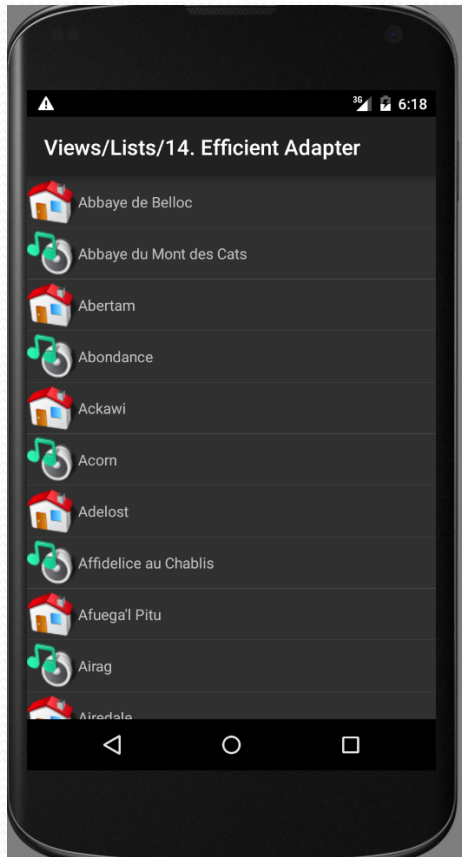 3G 6:18
Views/Lists/14. Efficient Adapter
Abbaye de Belloc
Abbaye du Mont des Cats
Abertam
Abondance
Ackawi
Acorn
Adelost
Affidelice au Chablis
Afuega'l Pitu
Airag
Airedale